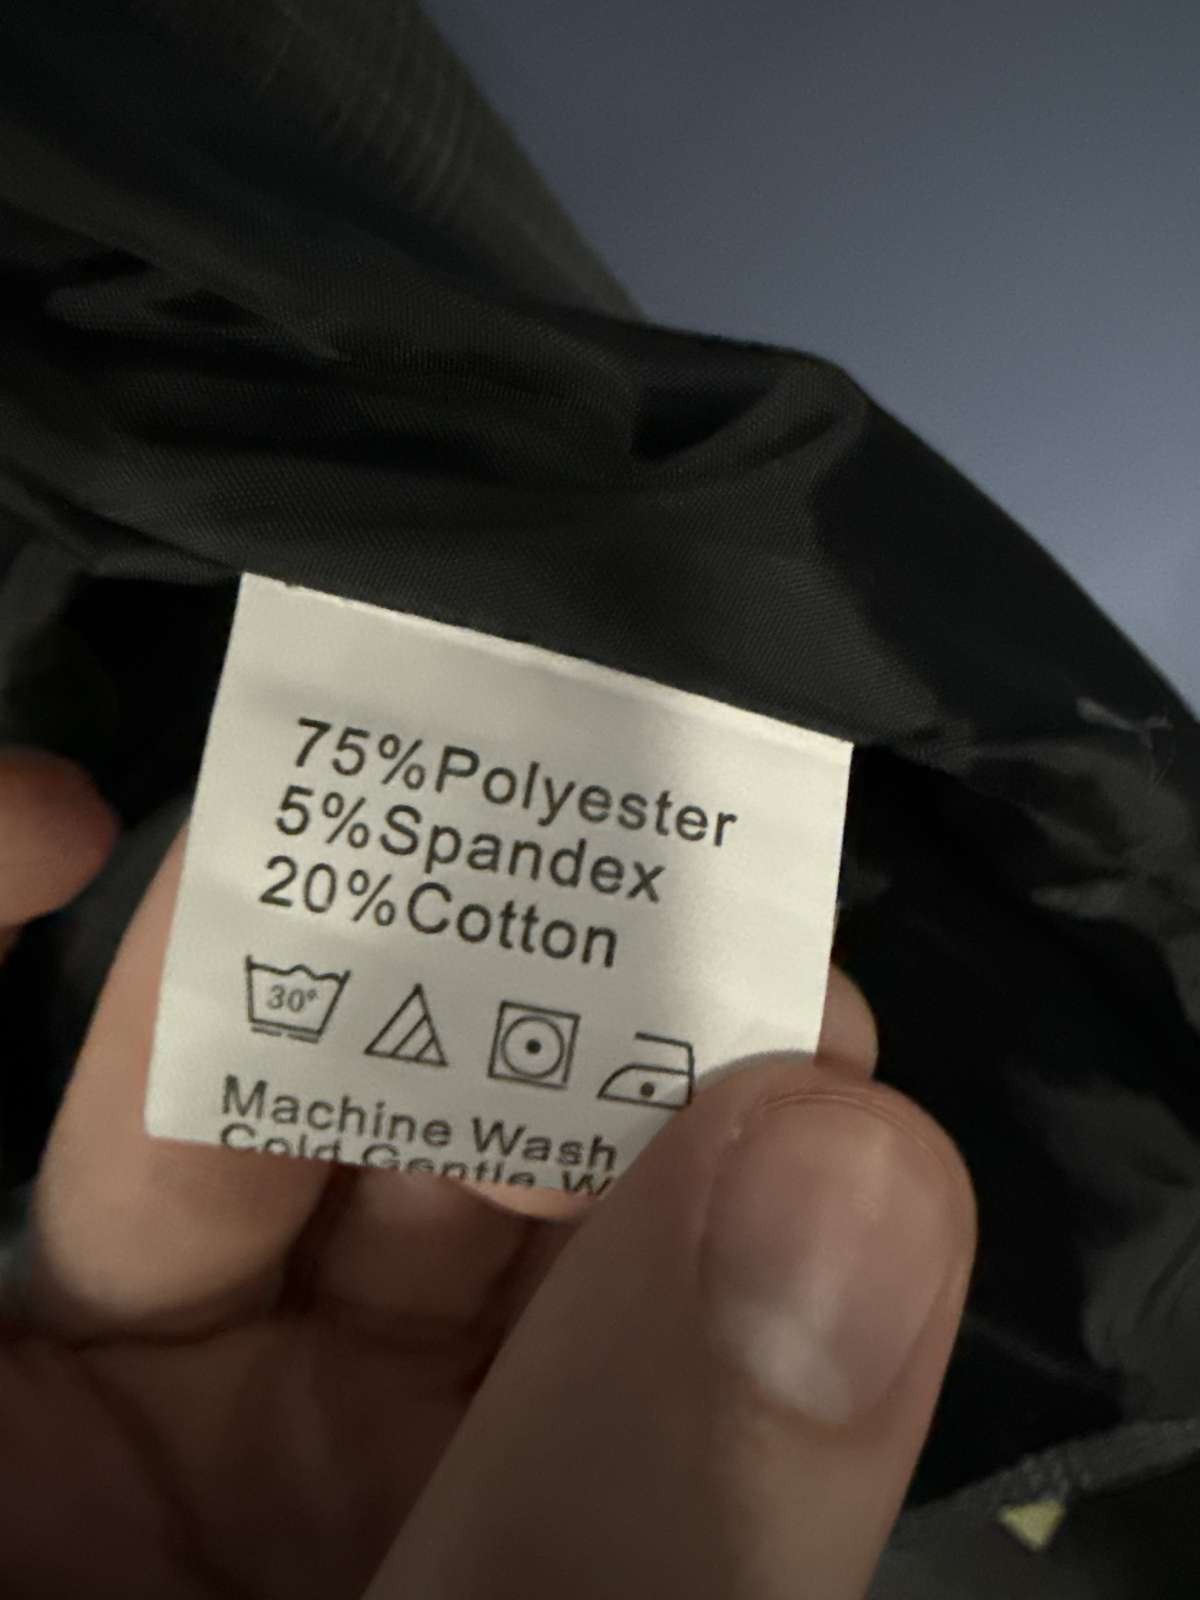 75%Polyester
5%Spandex
20%Cotton
30°
Machine Wash
Cold Gentle